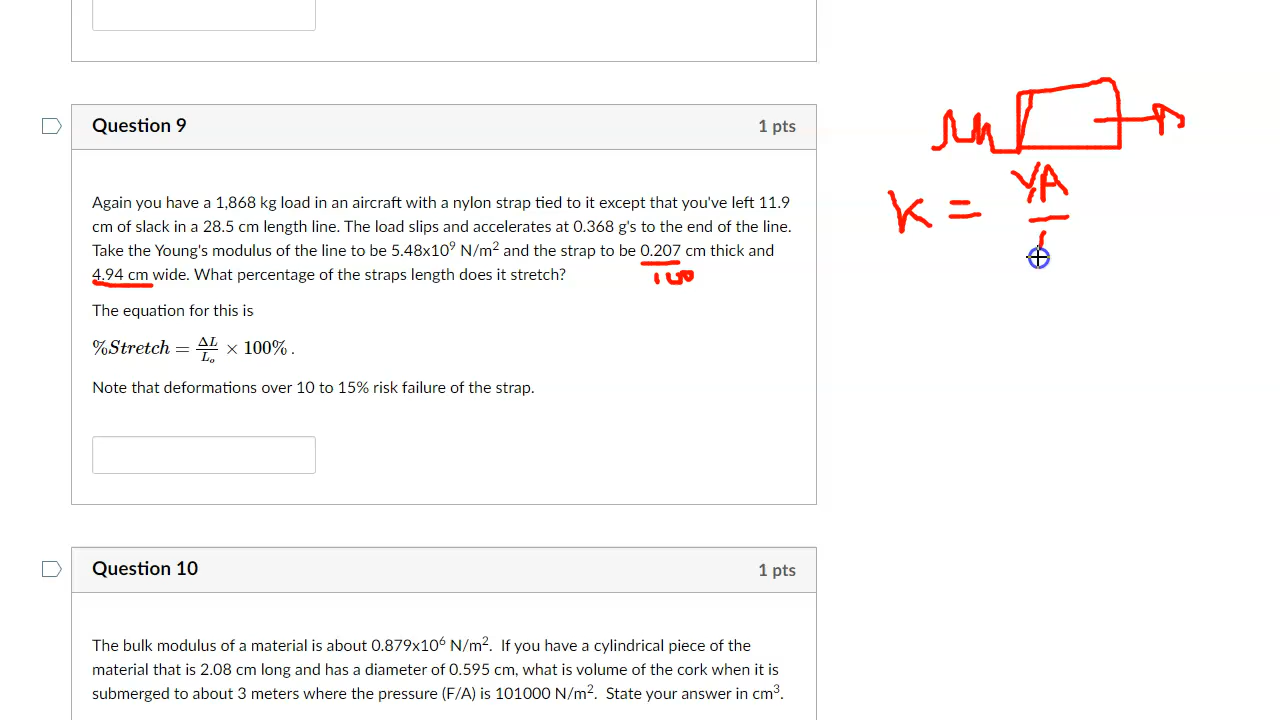 Question 9
1 pts
Again you have a 1,868 kg load in an aircraft with a nylon strap tied to it except that you've left 11.9
cm of slack in a 28.5 cm length line. The load slips and accelerates at 0.368 g's to the end of the line.
Take the Young's modulus of the line to be 5.48x10⁹ N/m² and the strap to be 0.207 cm thick and
4.94 cm wide. What percentage of the straps length does it stretch?
100
The equation for this is
%Stretch = ΔL/Lₒ × 100% .
Note that deformations over 10 to 15% risk failure of the strap.
K = YA
Question 10
1 pts
The bulk modulus of a material is about 0.879x10⁶ N/m². If you have a cylindrical piece of the
material that is 2.08 cm long and has a diameter of 0.595 cm, what is volume of the cork when it is
submerged to about 3 meters where the pressure (F/A) is 101000 N/m². State your answer in cm³.